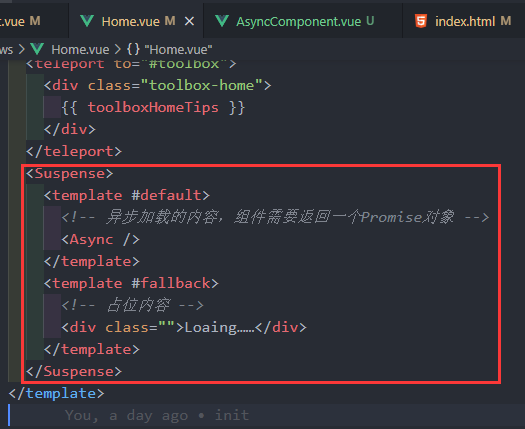 t.vue M Home.vue M × AsyncComponent.vue U index.html M
ws > Home.vue > {} "Home.vue"
<teleport to="#toolbox">
<div class="toolbox-home">
{{ toolboxHomeTips }}
</div>
</teleport>
<Suspense>
<template #default>
<!-- 异步加载的内容，组件需要返回一个Promise对象 -->
<Async />
</template>
<template #fallback>
<!-- 占位内容 -->
<div class="">Loaing……</div>
</template>
</Suspense>
</template>
You, a day ago • init